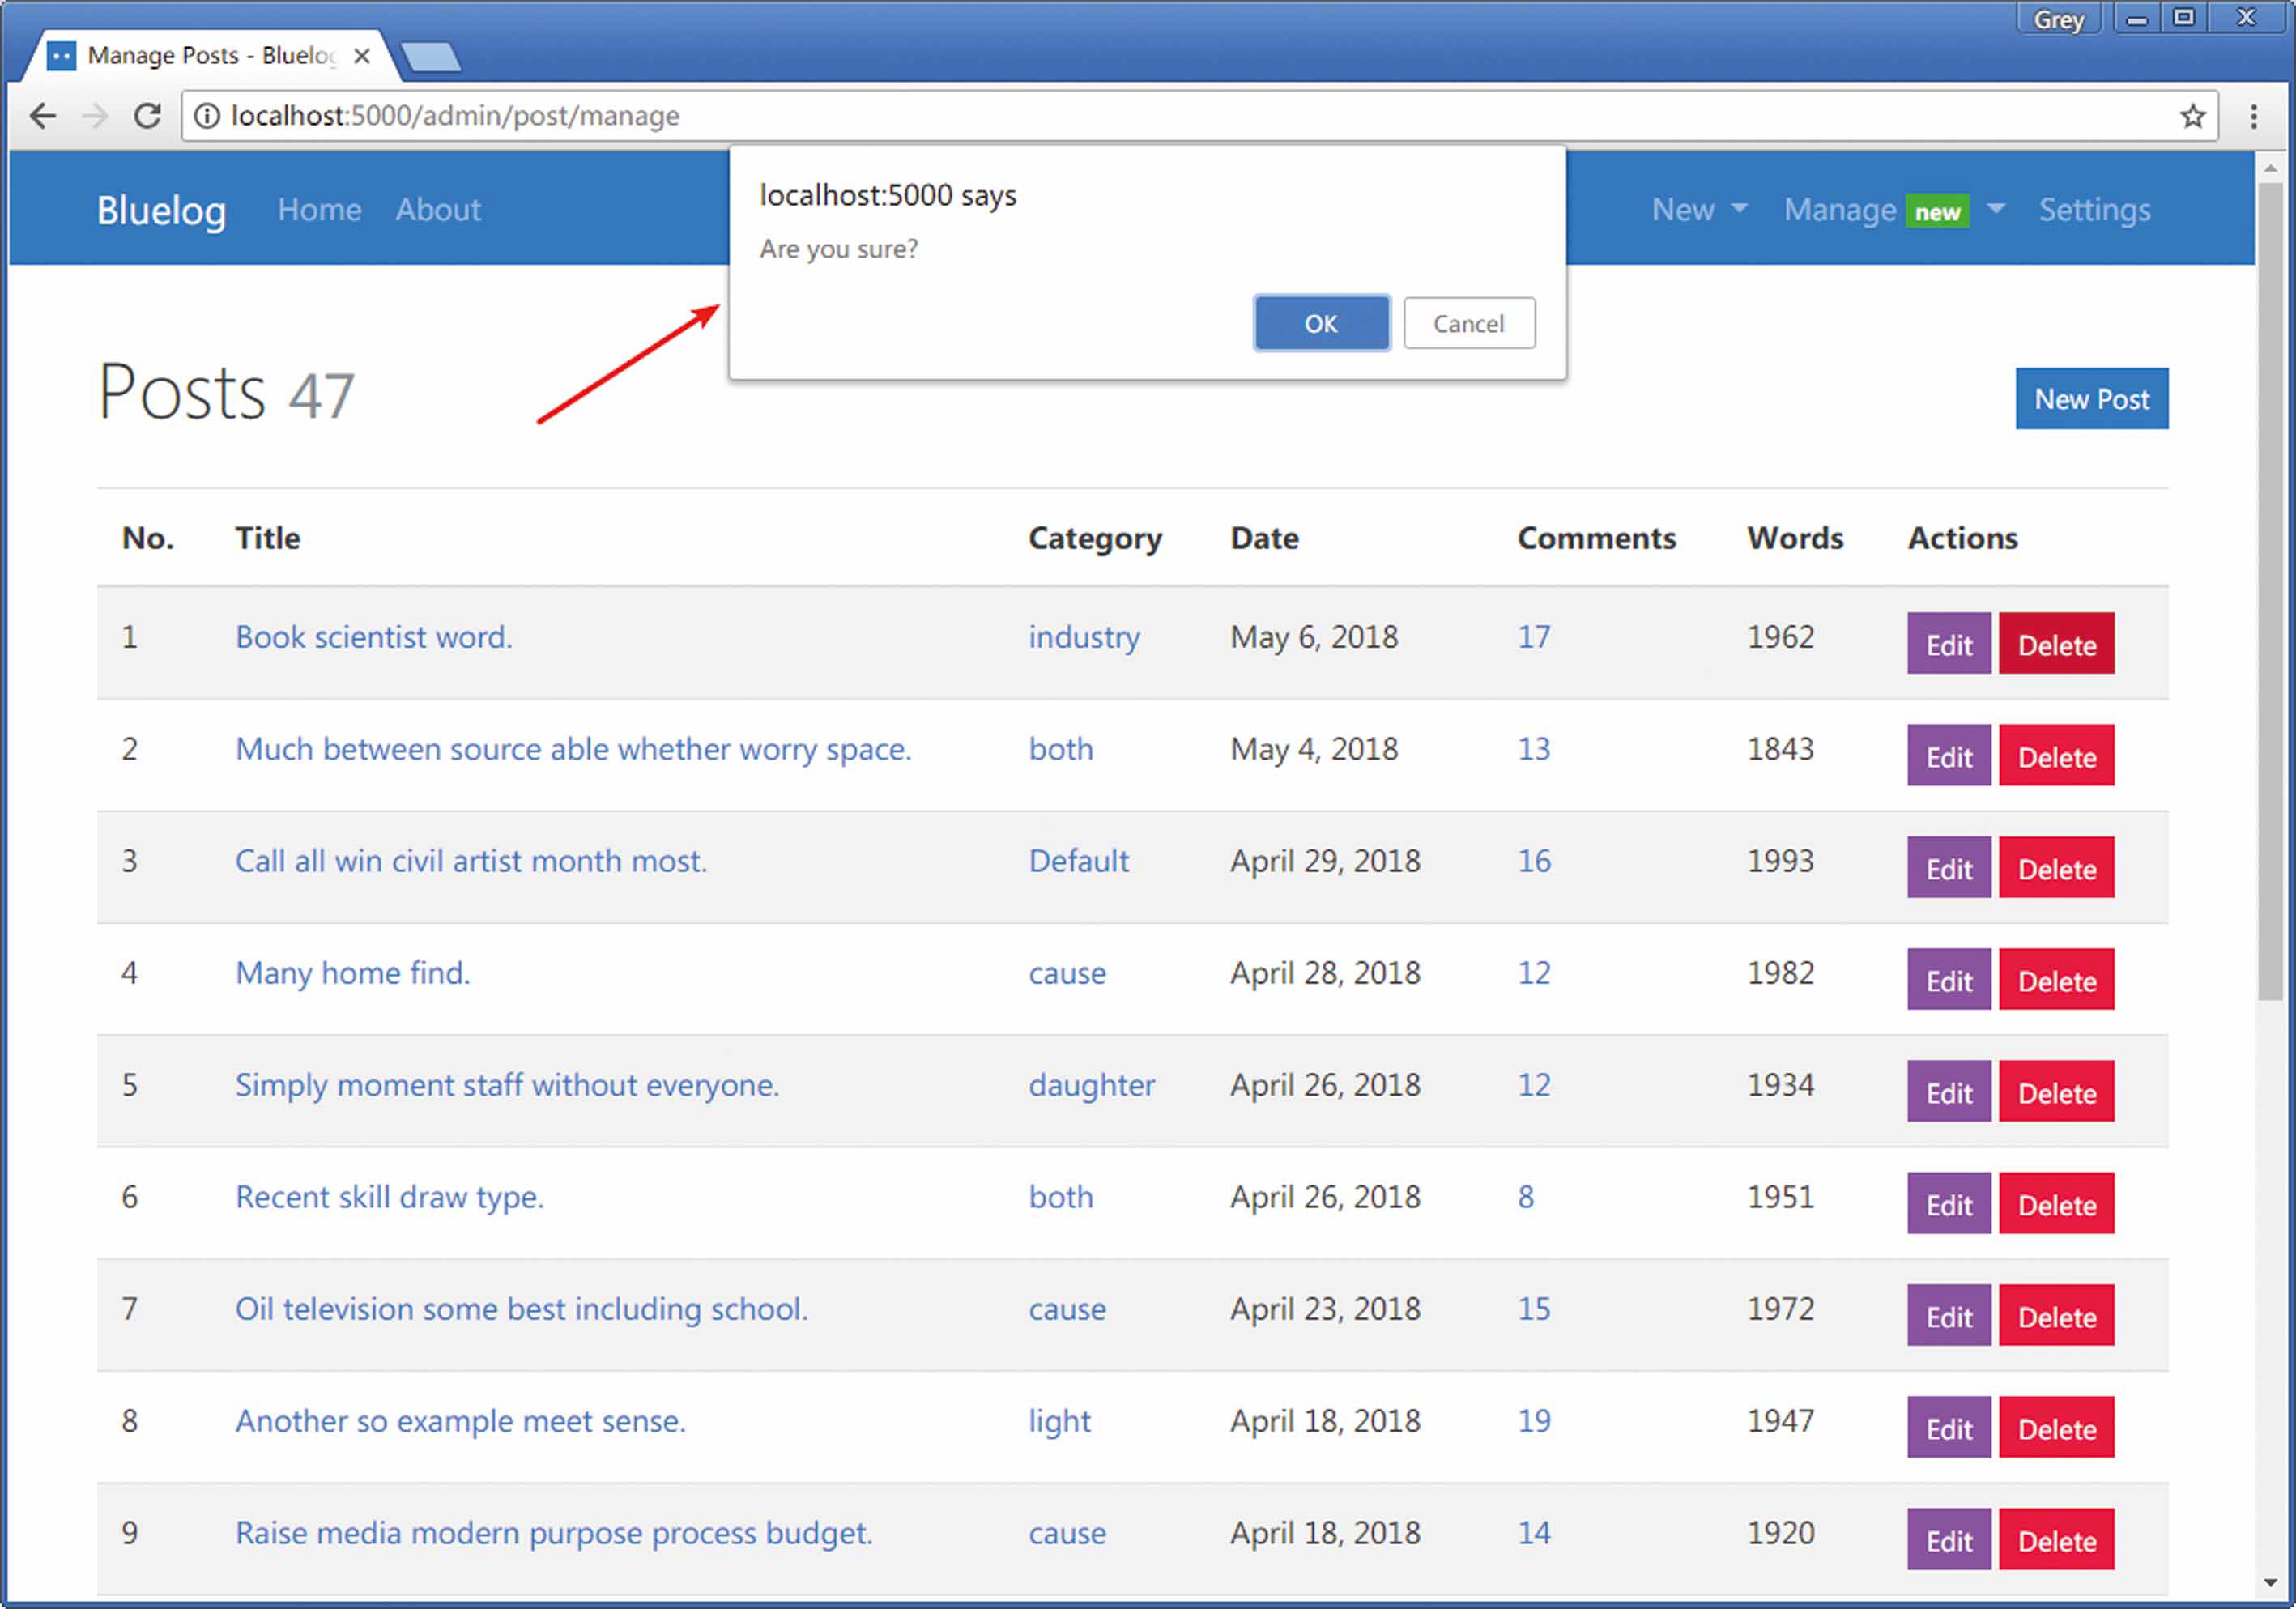 Grey
Manage Posts - Bluelog
localhost:5000/admin/post/manage
Bluelog Home About New Manage new Settings
localhost:5000 says
Are you sure?
OK Cancel
Posts 47
New Post
No. Title Category Date Comments Words Actions
1 Book scientist word. industry May 6, 2018 17 1962 Edit Delete
2 Much between source able whether worry space. both May 4, 2018 13 1843 Edit Delete
3 Call all win civil artist month most. Default April 29, 2018 16 1993 Edit Delete
4 Many home find. cause April 28, 2018 12 1982 Edit Delete
5 Simply moment staff without everyone. daughter April 26, 2018 12 1934 Edit Delete
6 Recent skill draw type. both April 26, 2018 8 1951 Edit Delete
7 Oil television some best including school. cause April 23, 2018 15 1972 Edit Delete
8 Another so example meet sense. light April 18, 2018 19 1947 Edit Delete
9 Raise media modern purpose process budget. cause April 18, 2018 14 1920 Edit Delete